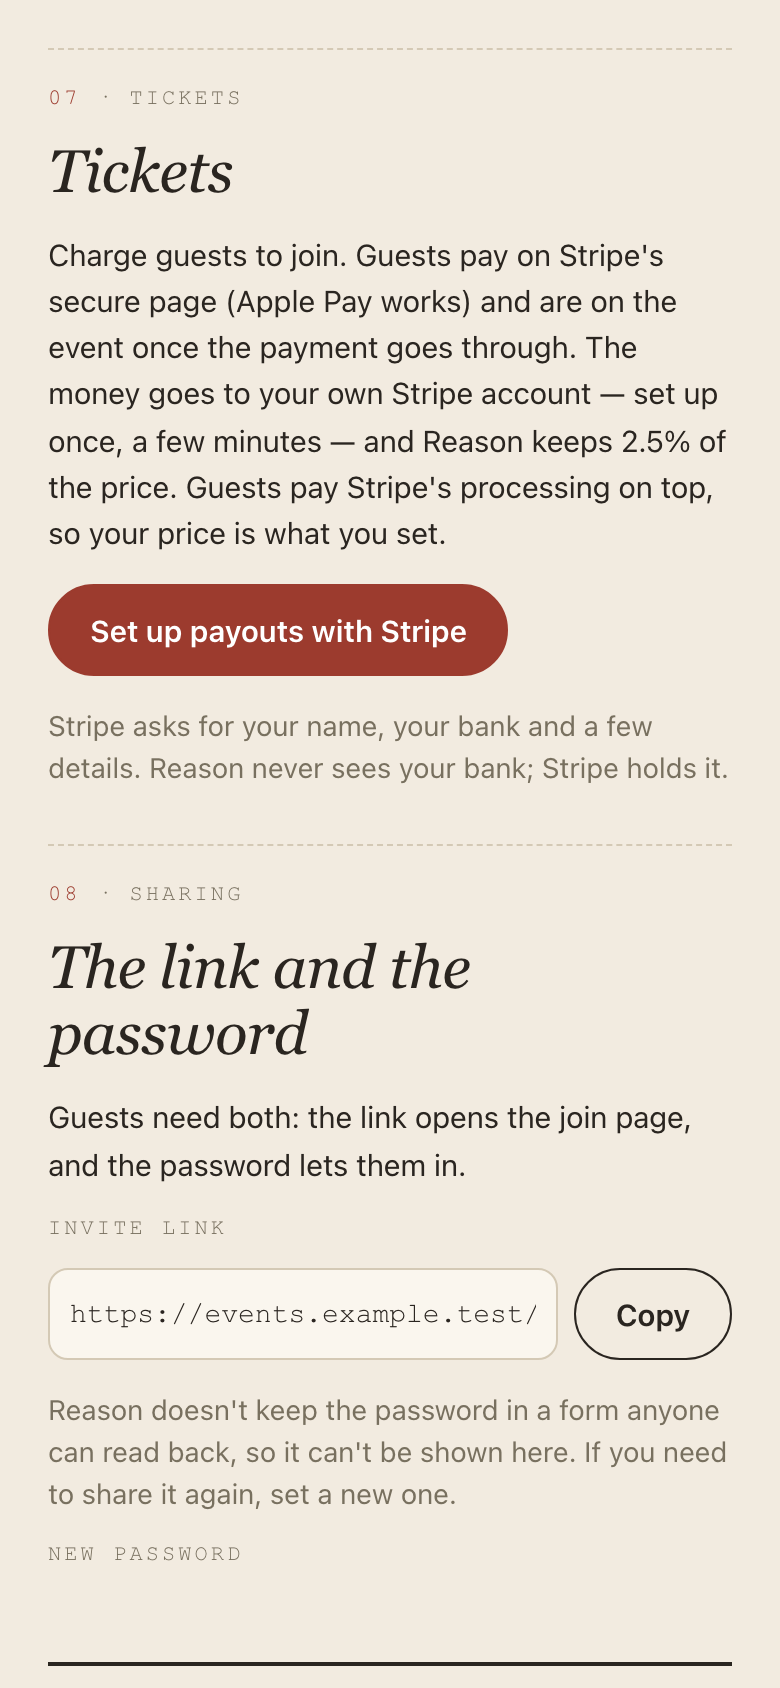 07 · TICKETS
Tickets
Charge guests to join. Guests pay on Stripe's
secure page (Apple Pay works) and are on the
event once the payment goes through. The
money goes to your own Stripe account — set up
once, a few minutes — and Reason keeps 2.5% of
the price. Guests pay Stripe's processing on top,
so your price is what you set.
Set up payouts with Stripe
Stripe asks for your name, your bank and a few
details. Reason never sees your bank; Stripe holds it.
08 · SHARING
The link and the
password
Guests need both: the link opens the join page,
and the password lets them in.
INVITE LINK
https://events.example.test/
Copy
Reason doesn't keep the password in a form anyone
can read back, so it can't be shown here. If you need
to share it again, set a new one.
NEW PASSWORD